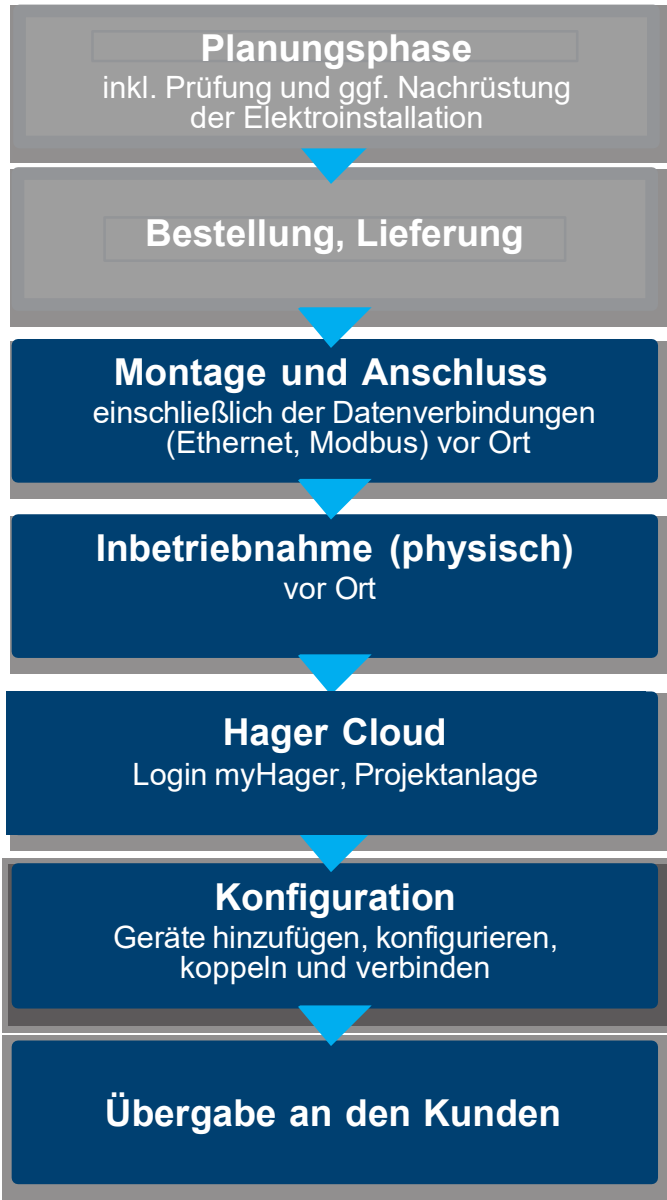 Planungsphase
inkl. Prüfung und ggf. Nachrüstung
der Elektroinstallation
Bestellung, Lieferung
Montage und Anschluss
einschließlich der Datenverbindungen
(Ethernet, Modbus) vor Ort
Inbetriebnahme (physisch)
vor Ort
Hager Cloud
Login myHager, Projektanlage
Konfiguration
Geräte hinzufügen, konfigurieren,
koppeln und verbinden
Übergabe an den Kunden